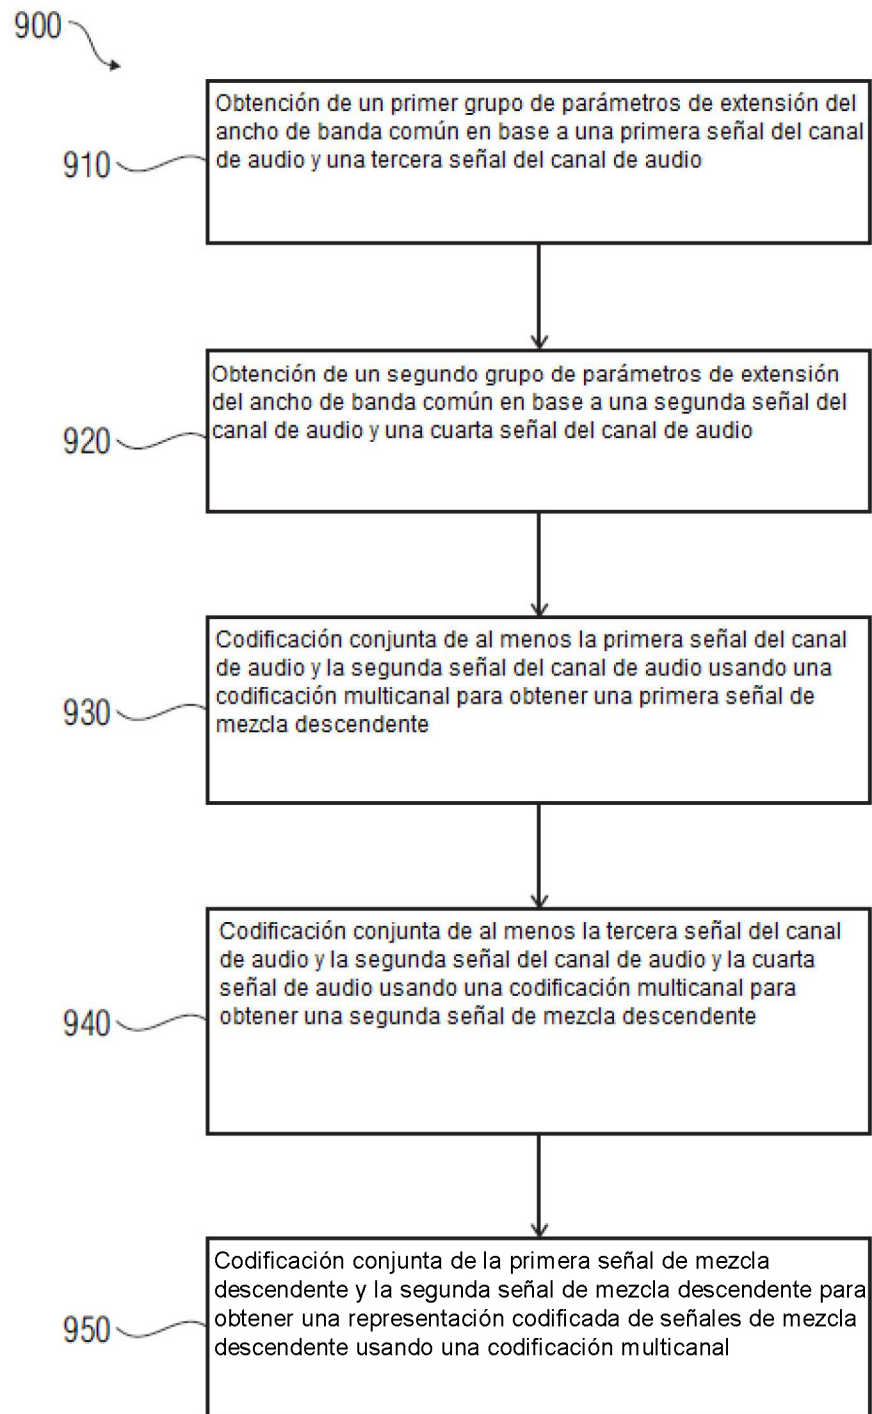 900
Obtención de un primer grupo de parámetros de extensión del
ancho de banda común en base a una primera señal del canal
de audio y una tercera señal del canal de audio
910
Obtención de un segundo grupo de parámetros de extensión
del ancho de banda común en base a una segunda señal del
canal de audio y una cuarta señal del canal de audio
920
Codificación conjunta de al menos la primera señal del canal
de audio y la segunda señal del canal de audio usando una
codificación multicanal para obtener una primera señal de
mezcla descendente
930
Codificación conjunta de al menos la tercera señal del canal
de audio y la segunda señal del canal de audio y la cuarta
señal de audio usando una codificación multicanal para
obtener una segunda señal de mezcla descendente
940
Codificación conjunta de la primera señal de mezcla
descendente y la segunda señal de mezcla descendente para
obtener una representación codificada de señales de mezcla
descendente usando una codificación multicanal
950